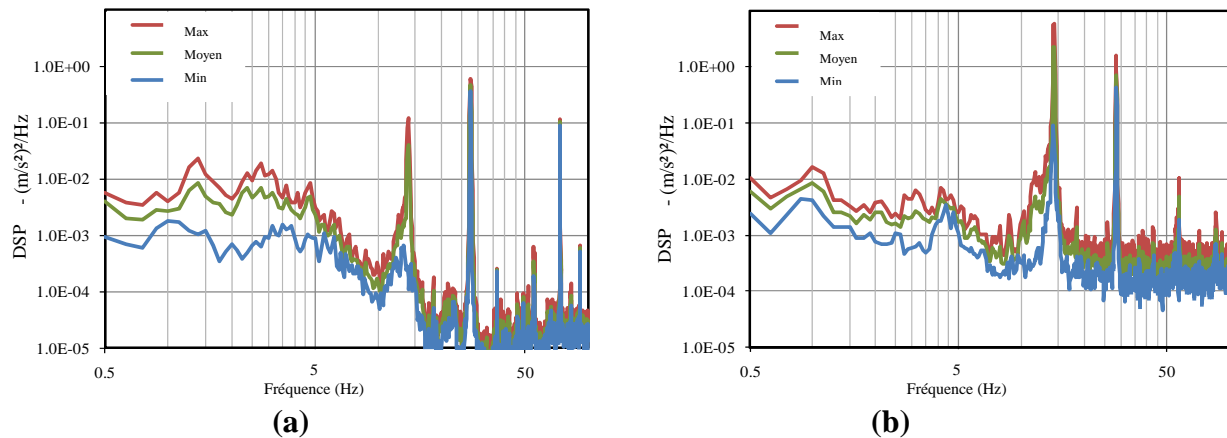 Max
Moyen
Min
1.0E+00
1.0E-01
1.0E-02
1.0E-03
1.0E-04
1.0E-05
DSP - (m/s²)²/Hz
0.5
5
50
Fréquence (Hz)
(a)
Max
Moyen
Min
1.0E+00
1.0E-01
1.0E-02
1.0E-03
1.0E-04
1.0E-05
DSP - (m/s²)²/Hz
0.5
5
50
Fréquence (Hz)
(b)